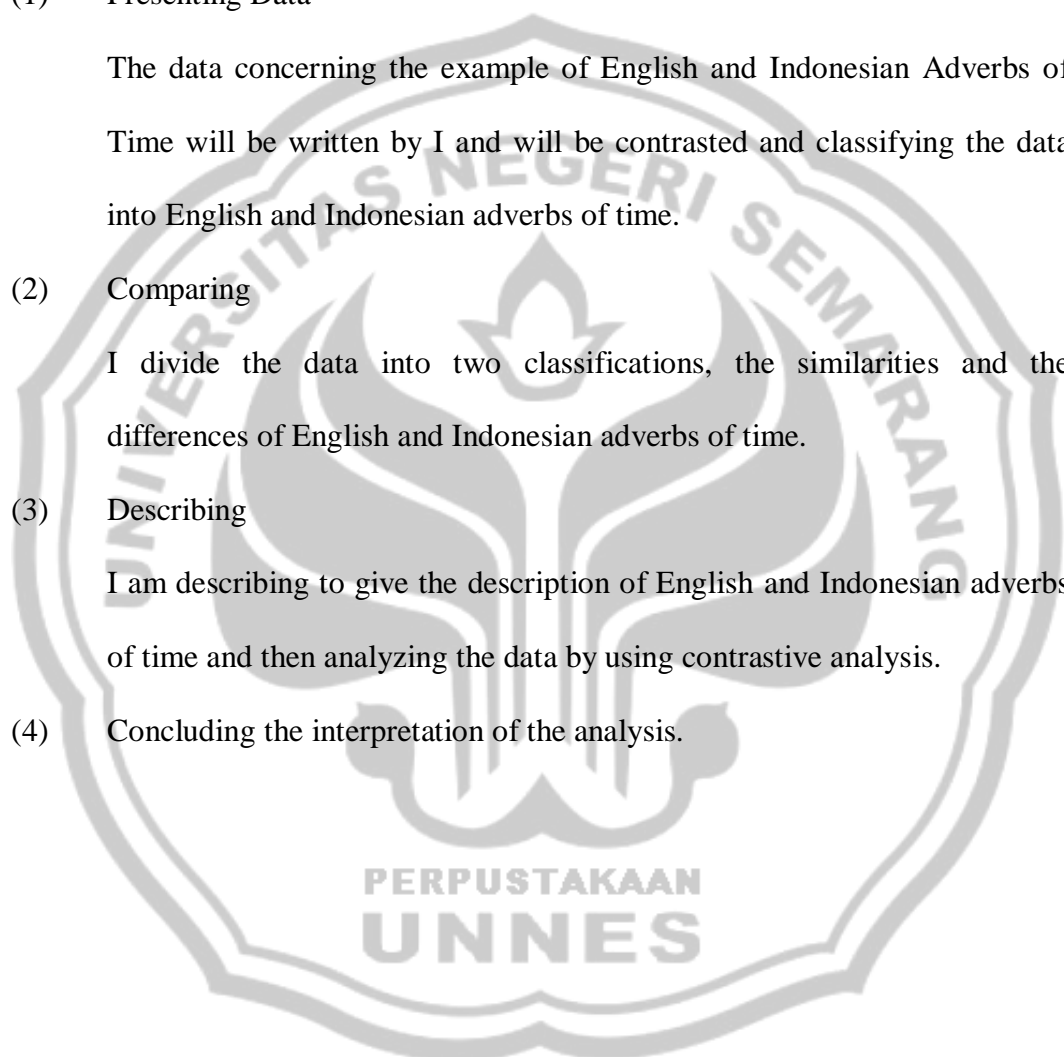 (1) Presenting Data
The data concerning the example of English and Indonesian Adverbs of
Time will be written by I and will be contrasted and classifying the data
into English and Indonesian adverbs of time.
(2) Comparing
I divide the data into two classifications, the similarities and the
differences of English and Indonesian adverbs of time.
(3) Describing
I am describing to give the description of English and Indonesian adverbs
of time and then analyzing the data by using contrastive analysis.
(4) Concluding the interpretation of the analysis.
UNIVERSITAS NEGERI SEMARANG
PERPUSTAKAAN
UNNES